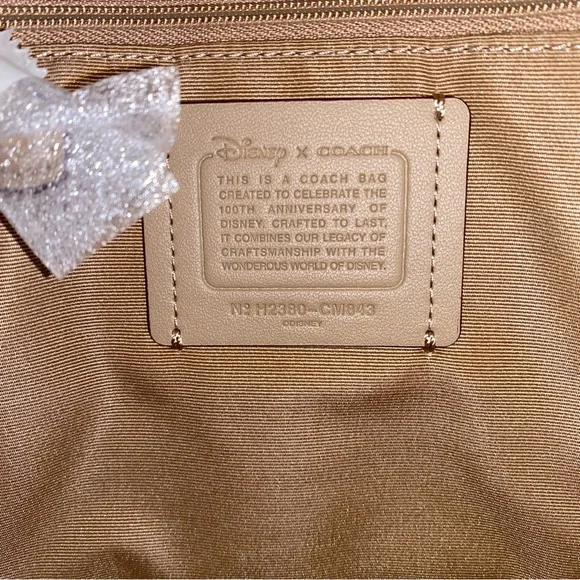 Disney x COACH
THIS IS A COACH BAG
CREATED TO CELEBRATE THE
100TH ANNIVERSARY OF
DISNEY. CRAFTED TO LAST,
IT COMBINES OUR LEGACY OF
CRAFTSMANSHIP WITH THE
WONDEROUS WORLD OF DISNEY.
Nº H2380-CM843
©DISNEY